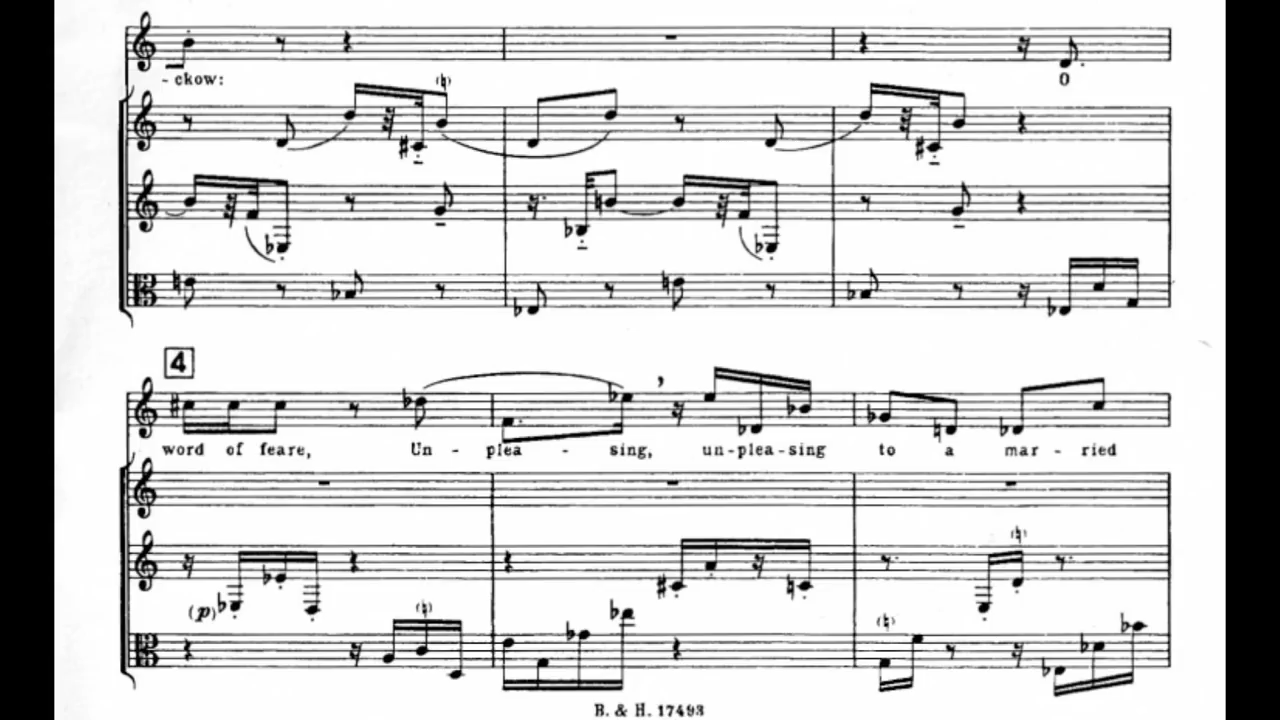 - ckow: O
4
word of feare, Un - plea - sing, un-plea-sing to a mar - ried
(p)
B. & H. 17493